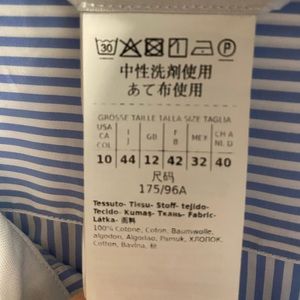 30
中性洗剤使用
あて布使用
GROSSE TAILLE TALLA SIZE TAGLIA
USA CA COL I J GB F B MEX CH A NL D
10 44 12 42 32 40
尺码
175/96A
Tessuto- Tissu- Stoff- tejido-
Tecido- Kumaş- Ткань- Fabric-
Latka- 面料
100% Cotone, Coton, Baumwolle,
algodon, Algodao, Pamuk, ХЛОПОК,
Cotton, Bavlna, 棉